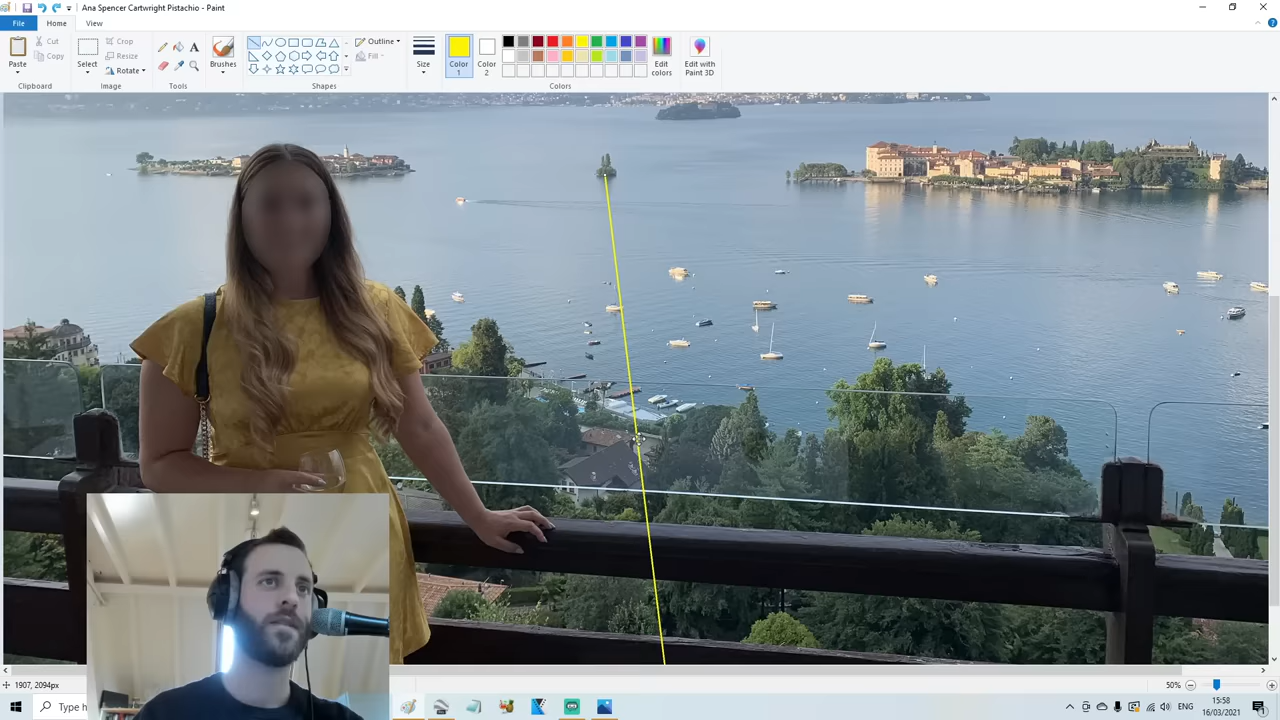 Ana Spencer Cartwright Pistachio - Paint
File Home View
Paste
Cut
Copy
Clipboard
Select
Crop
Resize
Rotate
Image
A
Tools
Brushes
Outline
Fill
Shapes
Size
Color 1
Color 2
Edit colors
Colors
Edit with Paint 3D
1907, 2094px
50%
Type h
ENG
15:58
16/03/2021
1